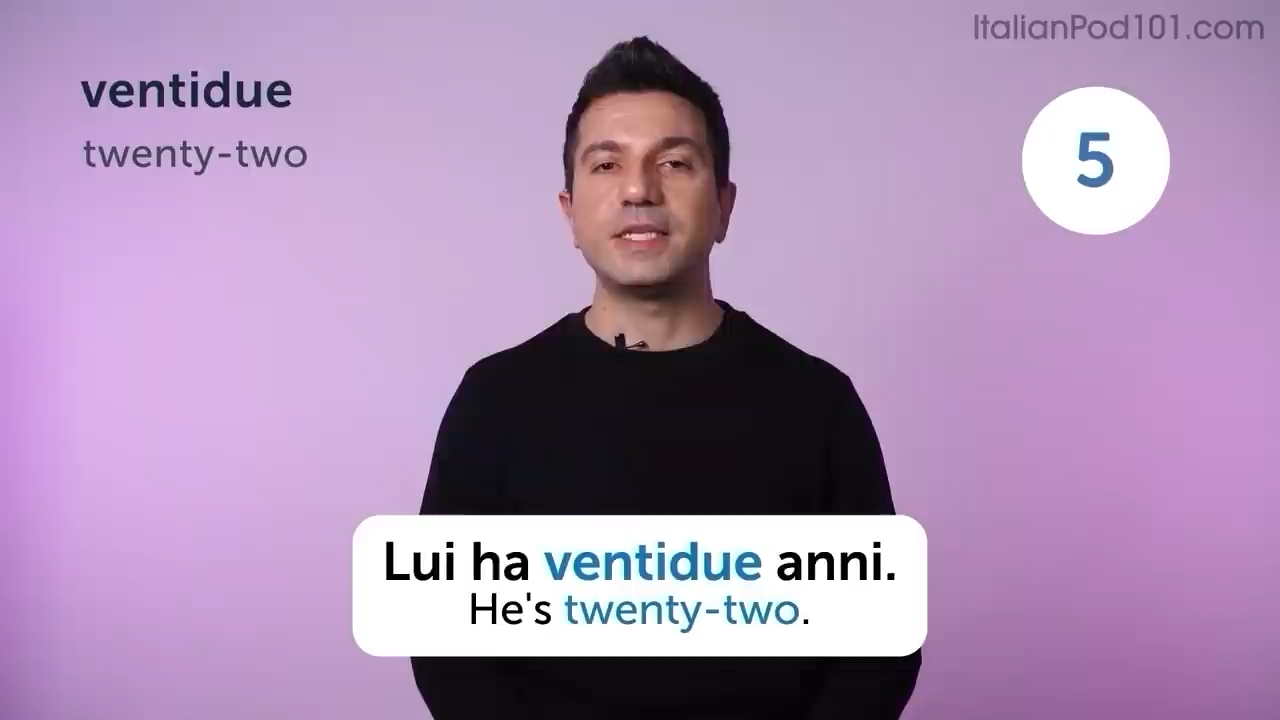 ItalianPod101.com
ventidue
twenty-two
5
Lui ha ventidue anni.
He's twenty-two.